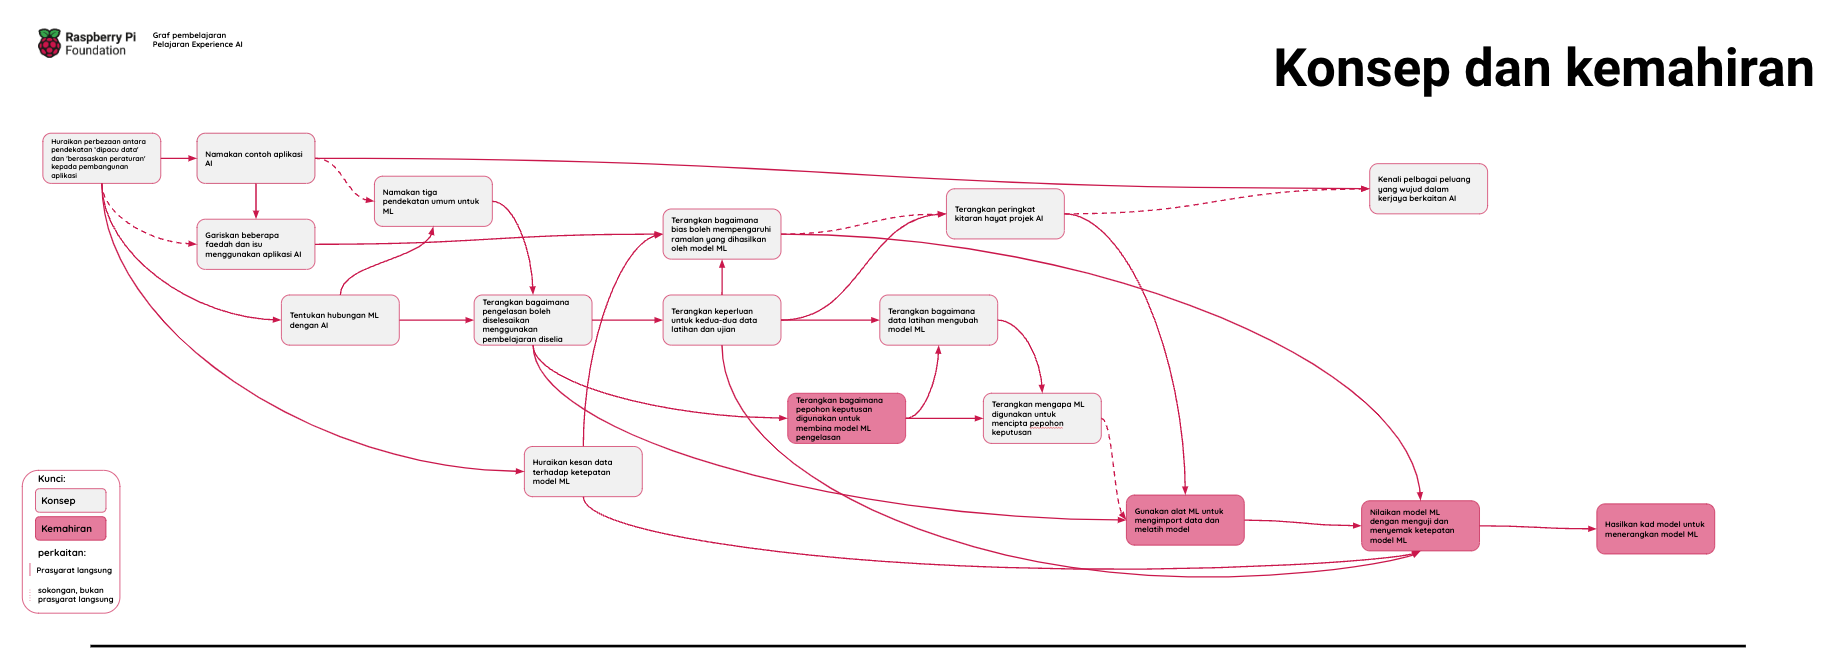 Raspberry Pi
Foundation
Graf pembelajaran
Pelajaran Experience AI
Konsep dan kemahiran
Huraikan perbezaan antara
pendekatan 'dipacu data'
dan 'berasaskan peraturan'
kepada pembangunan
aplikasi
Namakan contoh aplikasi
AI
Namakan tiga
pendekatan umum untuk
ML
Gariskan beberapa
faedah dan isu
menggunakan aplikasi AI
Terangkan bagaimana
bias boleh mempengaruhi
ramalan yang dihasilkan
oleh model ML
Terangkan peringkat
kitaran hayat projek AI
Kenali pelbagai peluang
yang wujud dalam
kerjaya berkaitan AI
Tentukan hubungan ML
dengan AI
Terangkan bagaimana
pengelasan boleh
diselesaikan
menggunakan
pembelajaran diselia
Terangkan keperluan
untuk kedua-dua data
latihan dan ujian
Terangkan bagaimana
data latihan mengubah
model ML
Terangkan bagaimana
pepohon keputusan
digunakan untuk
membina model ML
pengelasan
Terangkan mengapa ML
digunakan untuk
mencipta pepohon
keputusan
Huraikan kesan data
terhadap ketepatan
model ML
Gunakan alat ML untuk
mengimport data dan
melatih model
Nilaikan model ML
dengan menguji dan
menyemak ketepatan
model ML
Hasilkan kad model untuk
menerangkan model ML
Kunci:
Konsep
Kemahiran
perkaitan:
Prasyarat langsung
sokongan, bukan
prasyarat langsung